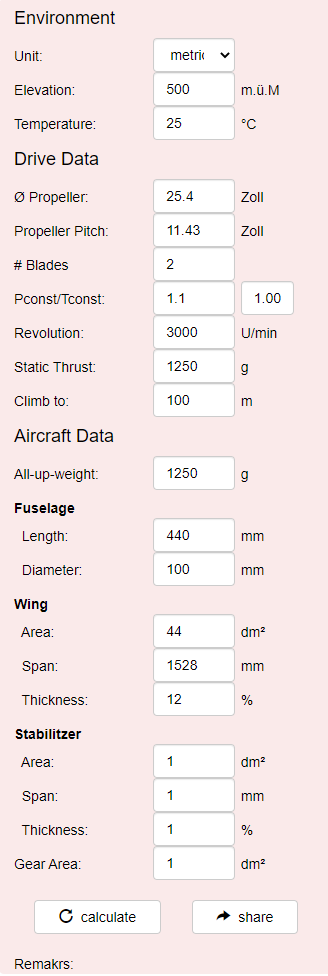 Environment
Unit: metric
Elevation: 500 m.ü.M
Temperature: 25 °C
Drive Data
Ø Propeller: 25.4 Zoll
Propeller Pitch: 11.43 Zoll
# Blades 2
Pconst/Tconst: 1.1 1.00
Revolution: 3000 U/min
Static Thrust: 1250 g
Climb to: 100 m
Aircraft Data
All-up-weight: 1250 g
Fuselage
Length: 440 mm
Diameter: 100 mm
Wing
Area: 44 dm²
Span: 1528 mm
Thickness: 12 %
Stabilitzer
Area: 1 dm²
Span: 1 mm
Thickness: 1 %
Gear Area: 1 dm²
calculate share
Remakrs: